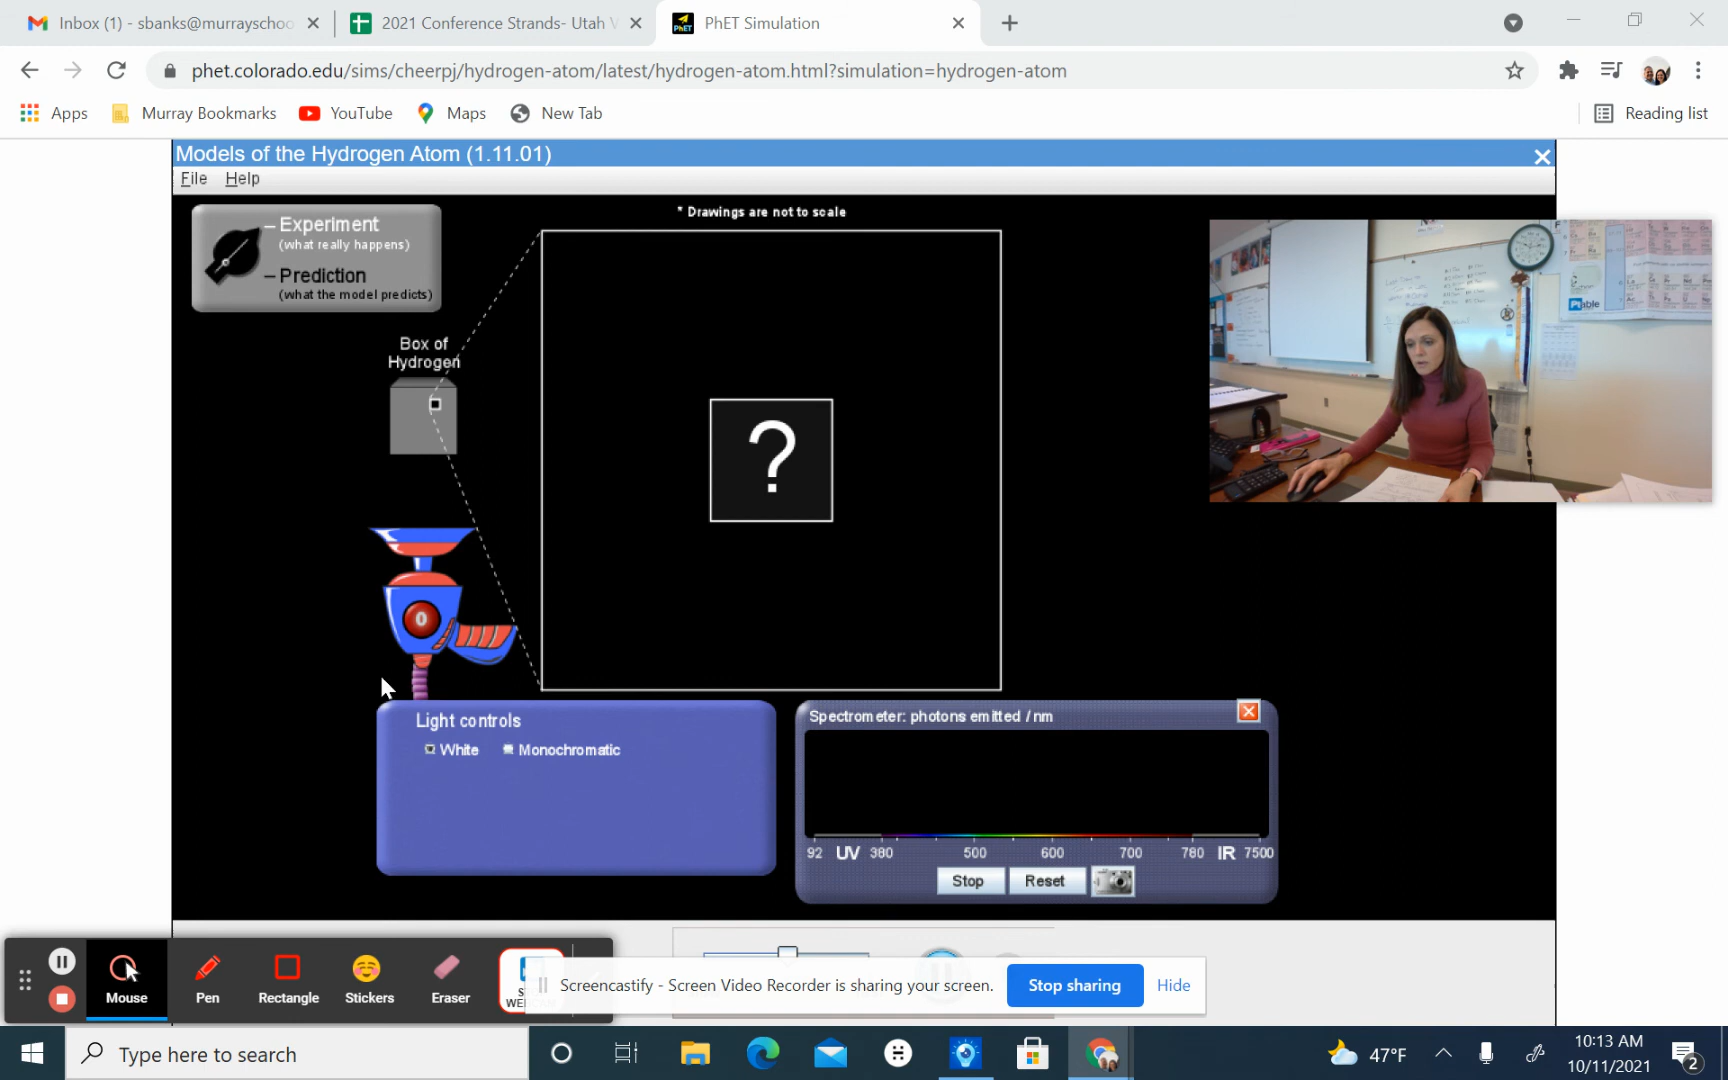 Inbox (1) - sbanks@murrayschoo
2021 Conference Strands- Utah V
PhET Simulation
phet.colorado.edu/sims/cheerpj/hydrogen-atom/latest/hydrogen-atom.html?simulation=hydrogen-atom
Apps
Murray Bookmarks
YouTube
Maps
New Tab
Reading list
Models of the Hydrogen Atom (1.11.01)
File Help
* Drawings are not to scale
Experiment
(what really happens)
Prediction
(what the model predicts)
Box of
Hydrogen
?
Ptable
Light controls
White Monochromatic
Spectrometer: photons emitted / nm
92 UV 380 500 600 700 780 IR 7500
Stop Reset
Mouse
Pen
Rectangle
Stickers
Eraser
Screencastify - Screen Video Recorder is sharing your screen.
Stop sharing
Hide
Type here to search
47°F
10:13 AM
10/11/2021
2